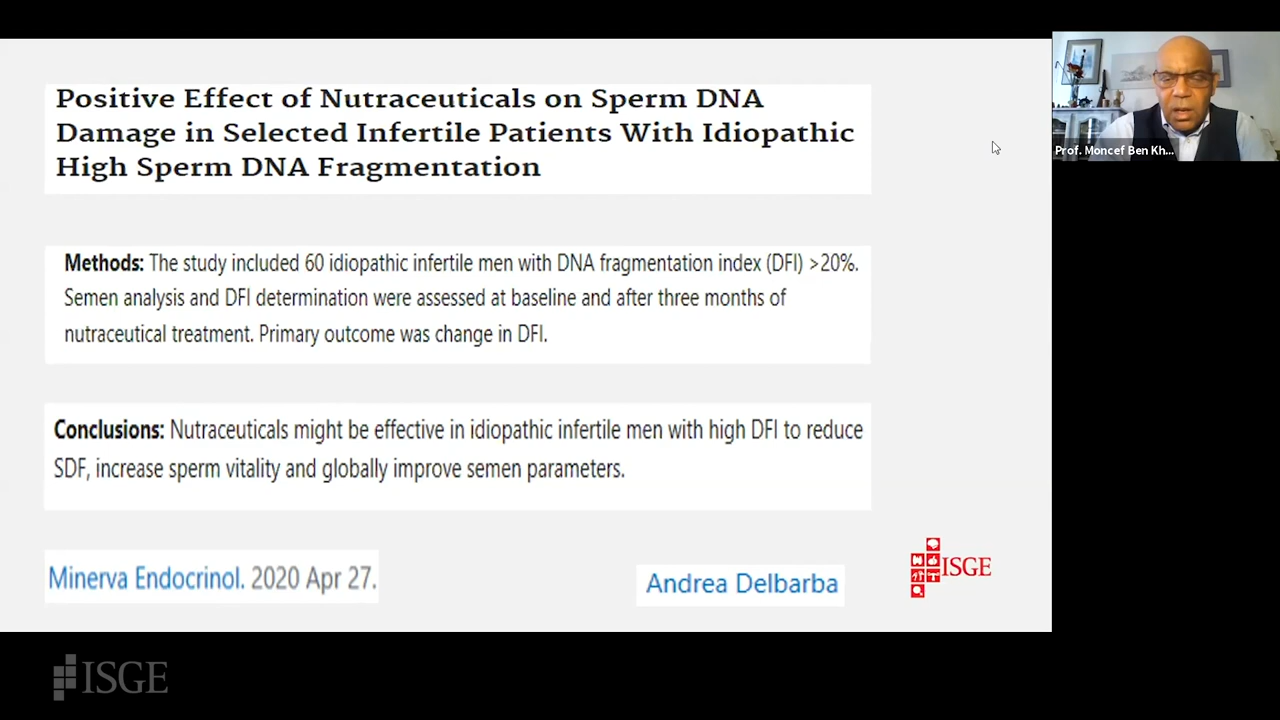 Positive Effect of Nutraceuticals on Sperm DNA
Damage in Selected Infertile Patients With Idiopathic
High Sperm DNA Fragmentation
Prof. Moncef Ben Kh...
Methods: The study included 60 idiopathic infertile men with DNA fragmentation index (DFI) >20%.
Semen analysis and DFI determination were assessed at baseline and after three months of
nutraceutical treatment. Primary outcome was change in DFI.
Conclusions: Nutraceuticals might be effective in idiopathic infertile men with high DFI to reduce
SDF, increase sperm vitality and globally improve semen parameters.
Minerva Endocrinol. 2020 Apr 27.
Andrea Delbarba
ISGE
ISGE